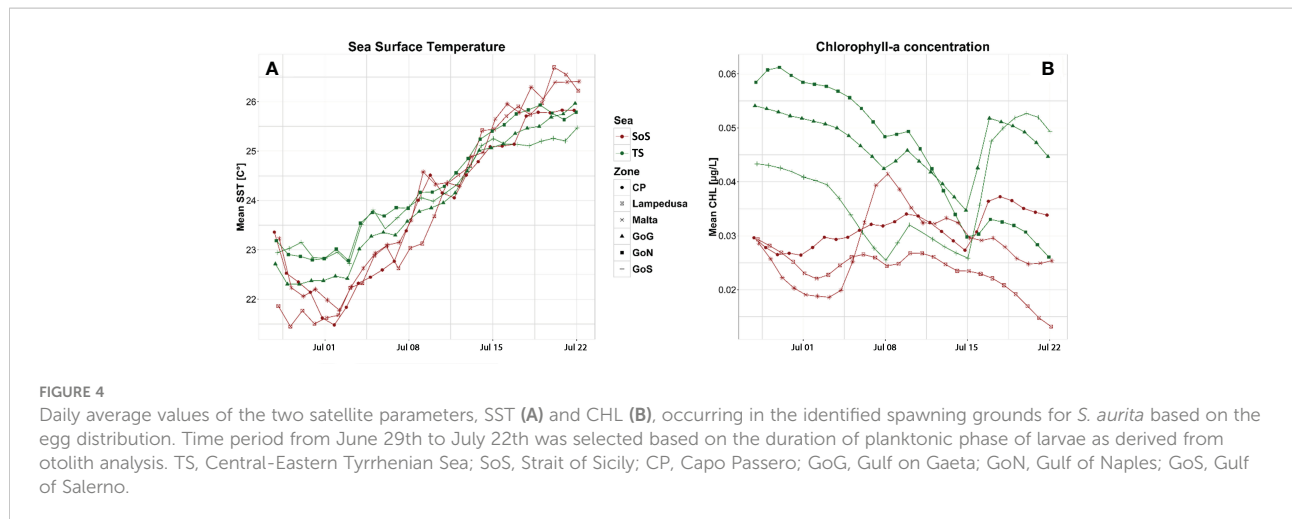 Sea Surface Temperature
A
Mean SST [C°]
26
25
24
23
22
Jul 01
Jul 08
Jul 15
Jul 22
Sea
SoS
TS
Zone
CP
Lampedusa
Malta
GoG
GoN
GoS
Chlorophyll-a concentration
B
Mean CHL [µg/L]
0.06
0.05
0.04
0.03
0.02
Jul 01
Jul 08
Jul 15
Jul 22
FIGURE 4
Daily average values of the two satellite parameters, SST (A) and CHL (B), occurring in the identified spawning grounds for S. aurita based on the
egg distribution. Time period from June 29th to July 22th was selected based on the duration of planktonic phase of larvae as derived from
otolith analysis. TS, Central-Eastern Tyrrhenian Sea; SoS, Strait of Sicily; CP, Capo Passero; GoG, Gulf on Gaeta; GoN, Gulf of Naples; GoS, Gulf
of Salerno.